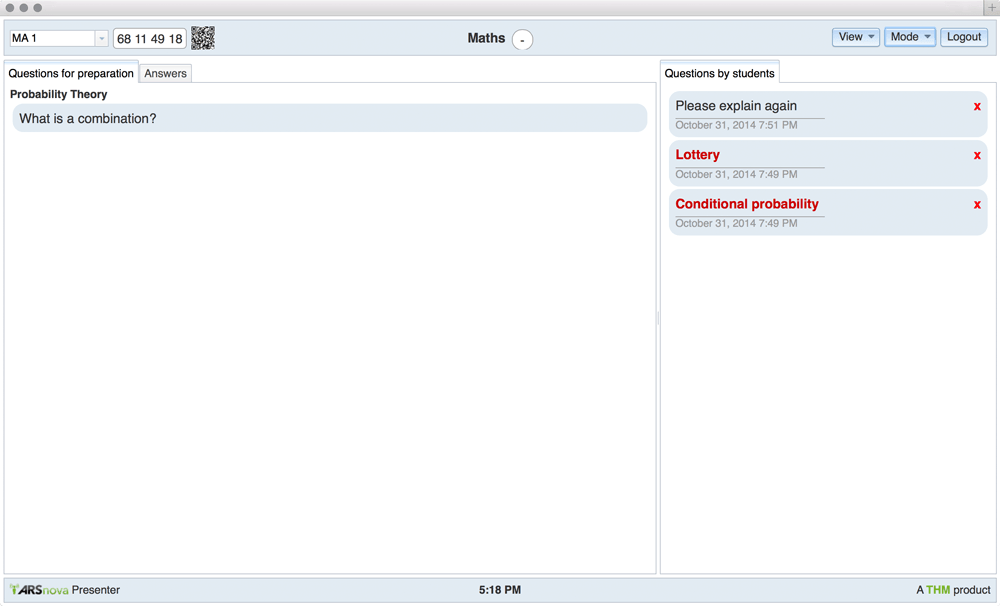 MA 1
68 11 49 18
Maths -
View
Mode
Logout
Questions for preparation
Answers
Probability Theory
What is a combination?
Questions by students
Please explain again x
October 31, 2014 7:51 PM
Lottery x
October 31, 2014 7:49 PM
Conditional probability x
October 31, 2014 7:49 PM
ARSnova Presenter
5:18 PM
A THM product